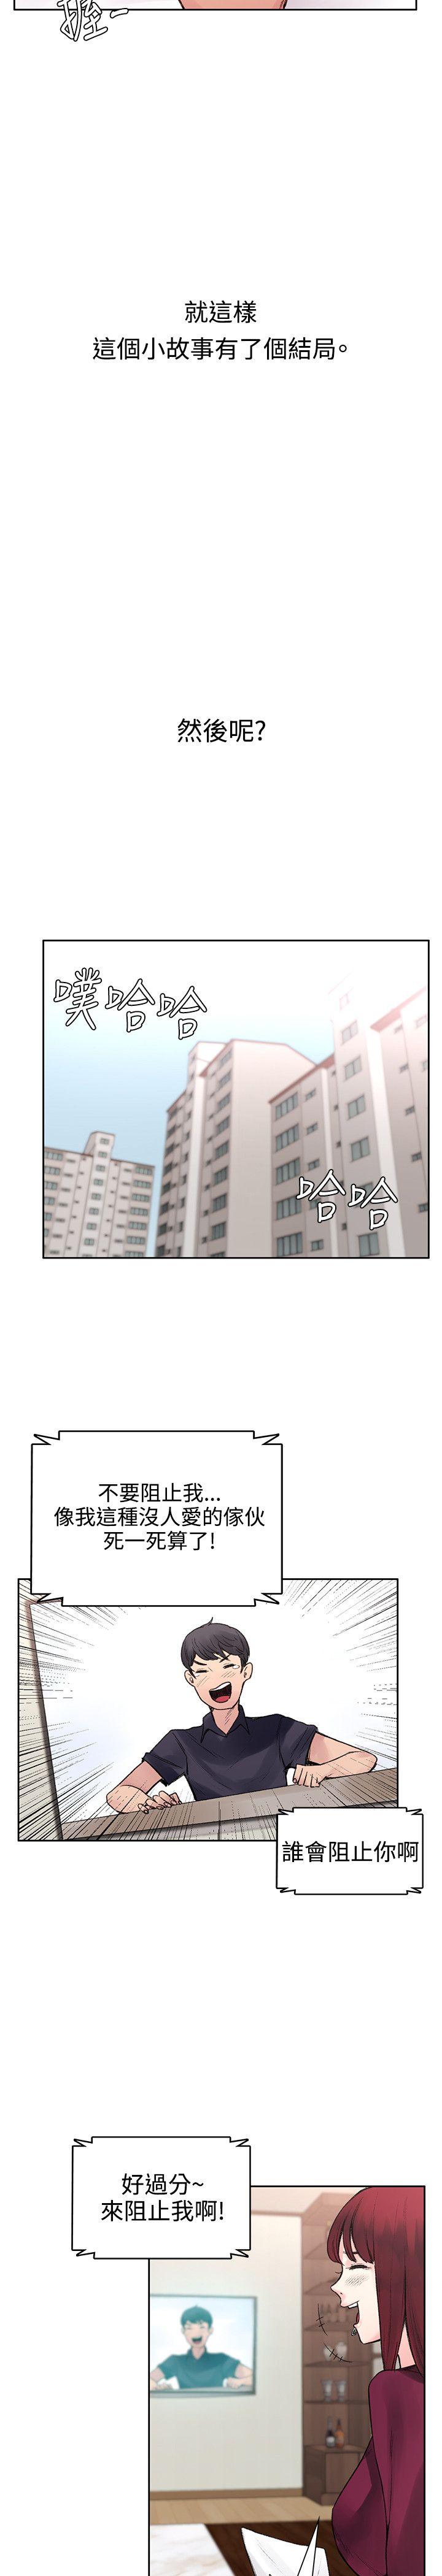 握~
就這樣
這個小故事有了個結局。
然後呢?
噗哈哈
哈哈
不要阻止我...
像我這種沒人愛的傢伙
死一死算了!
誰會阻止你啊
好過分~
來阻止我啊!